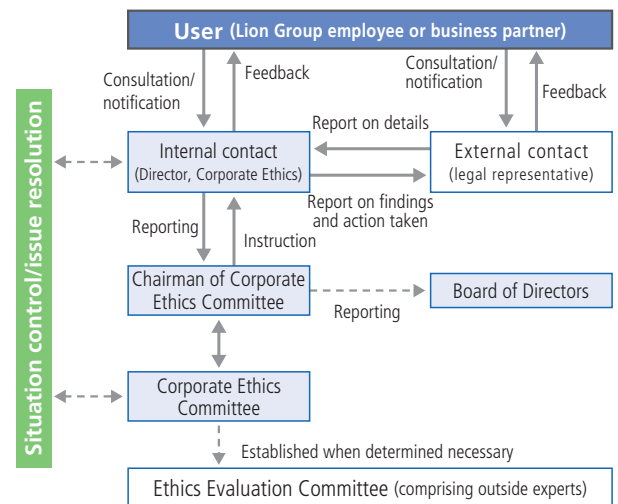 User (Lion Group employee or business partner)
Consultation/
notification
Feedback
Consultation/
notification
Feedback
Situation control/issue resolution
Internal contact
(Director, Corporate Ethics)
Report on details
External contact
(legal representative)
Report on findings
and action taken
Reporting
Instruction
Chairman of Corporate
Ethics Committee
Reporting
Board of Directors
Corporate Ethics
Committee
Established when determined necessary
Ethics Evaluation Committee (comprising outside experts)